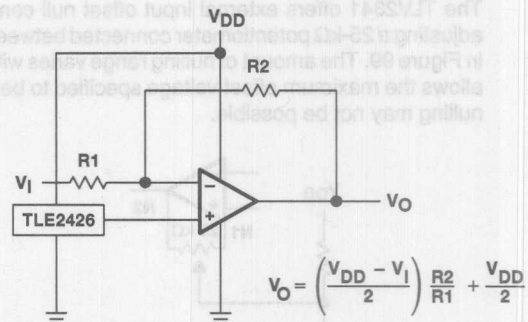 VDD
R2
R1
VI
TLE2426
−
+
VO
VO = ( (VDD − VI) / 2 ) R2/R1 + VDD/2